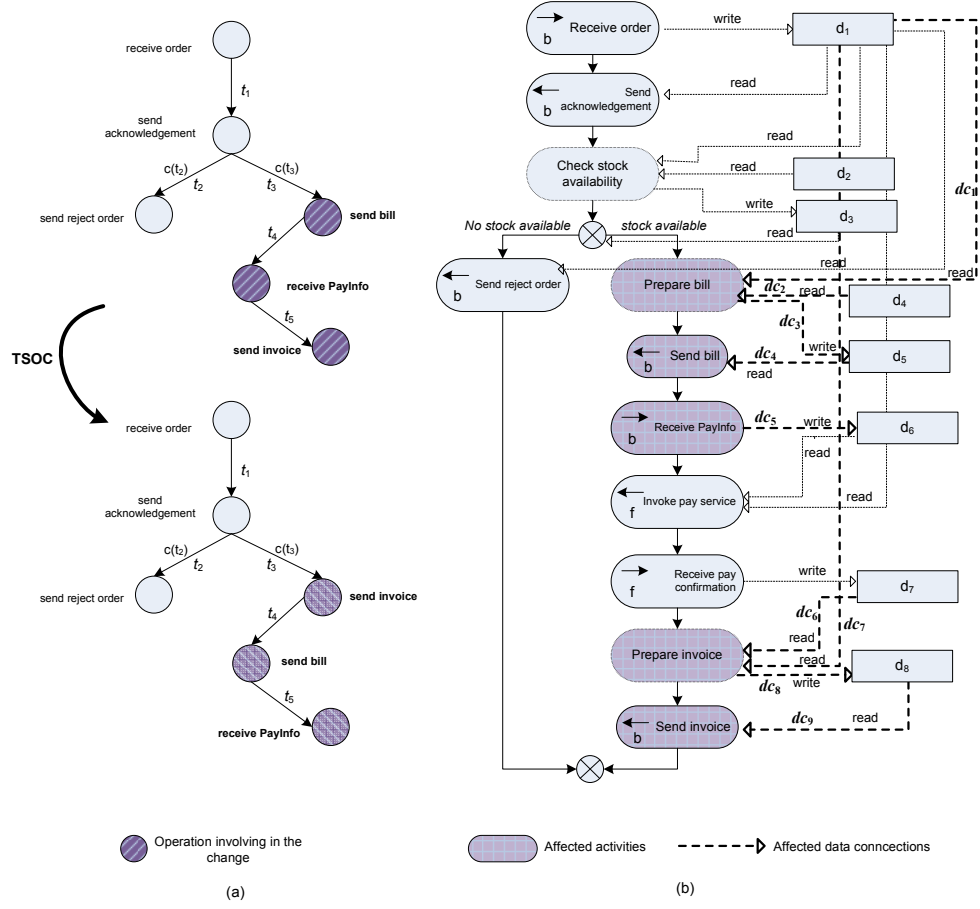 receive order
t1
send
acknowledgement
c(t2)
t2
c(t3)
t3
send reject order
send bill
t4
receive PayInfo
t5
send invoice
TSOC
receive order
t1
send
acknowledgement
c(t2)
t2
c(t3)
t3
send reject order
send invoice
t4
send bill
t5
receive PayInfo
Operation involving in the
change
(a)
Receive order
b
write
d1
read
Send
acknowledgement
b
read
Check stock
availability
read
d2
dc1
write
d3
No stock available
stock available
read
read
Send reject order
b
Prepare bill
dc2
read
d4
dc3
write
d5
Send bill
b
dc4
read
Receive PayInfo
b
dc5
write
d6
read
Invoke pay service
f
read
Receive pay
confirmation
f
write
d7
dc6
dc7
read
Prepare invoice
read
d8
dc8
write
Send invoice
b
dc9
read
Affected activities
Affected data conncections
(b)